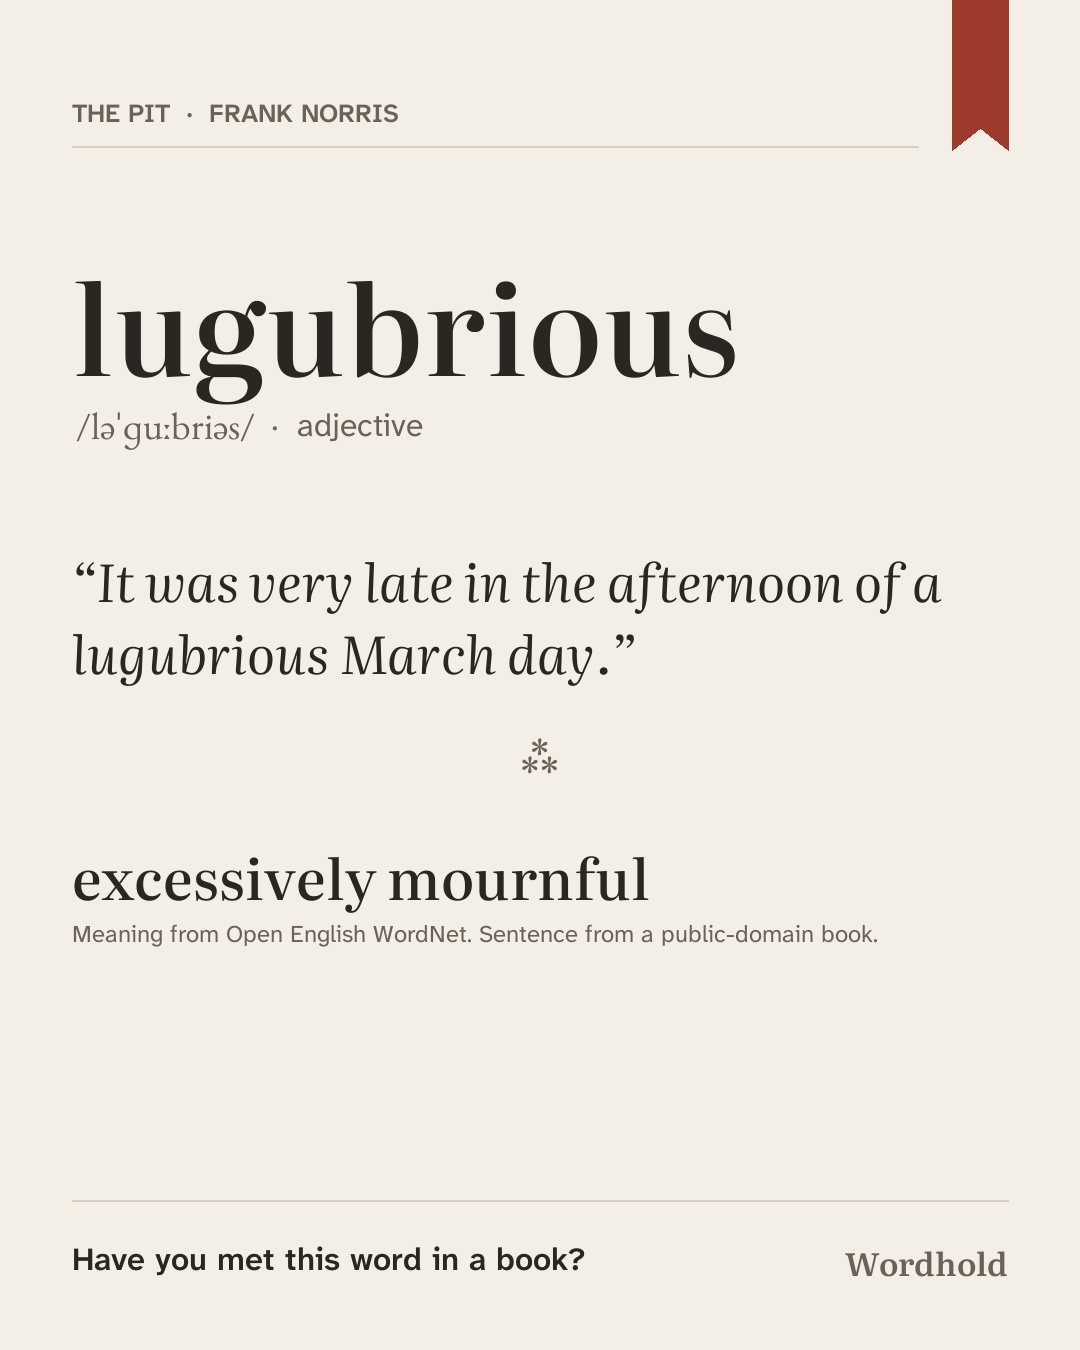 THE PIT · FRANK NORRIS
lugubrious
/ləˈɡuːbriəs/ · adjective
“It was very late in the afternoon of a
lugubrious March day.”
⁂
excessively mournful
Meaning from Open English WordNet. Sentence from a public-domain book.
Have you met this word in a book?
Wordhold